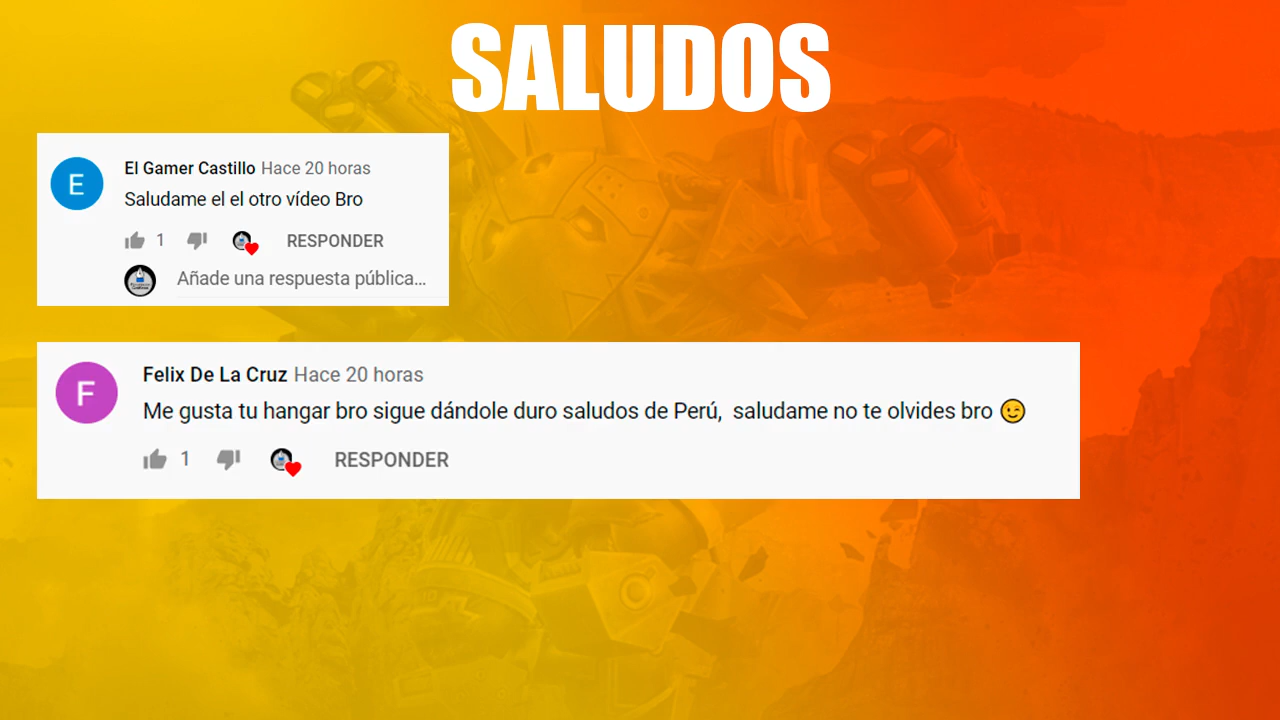 SALUDOS
E
El Gamer Castillo Hace 20 horas
Saludame el el otro vídeo Bro
1 RESPONDER
Añade una respuesta pública...
F
Felix De La Cruz Hace 20 horas
Me gusta tu hangar bro sigue dándole duro saludos de Perú,  saludame no te olvides bro 😉
1 RESPONDER